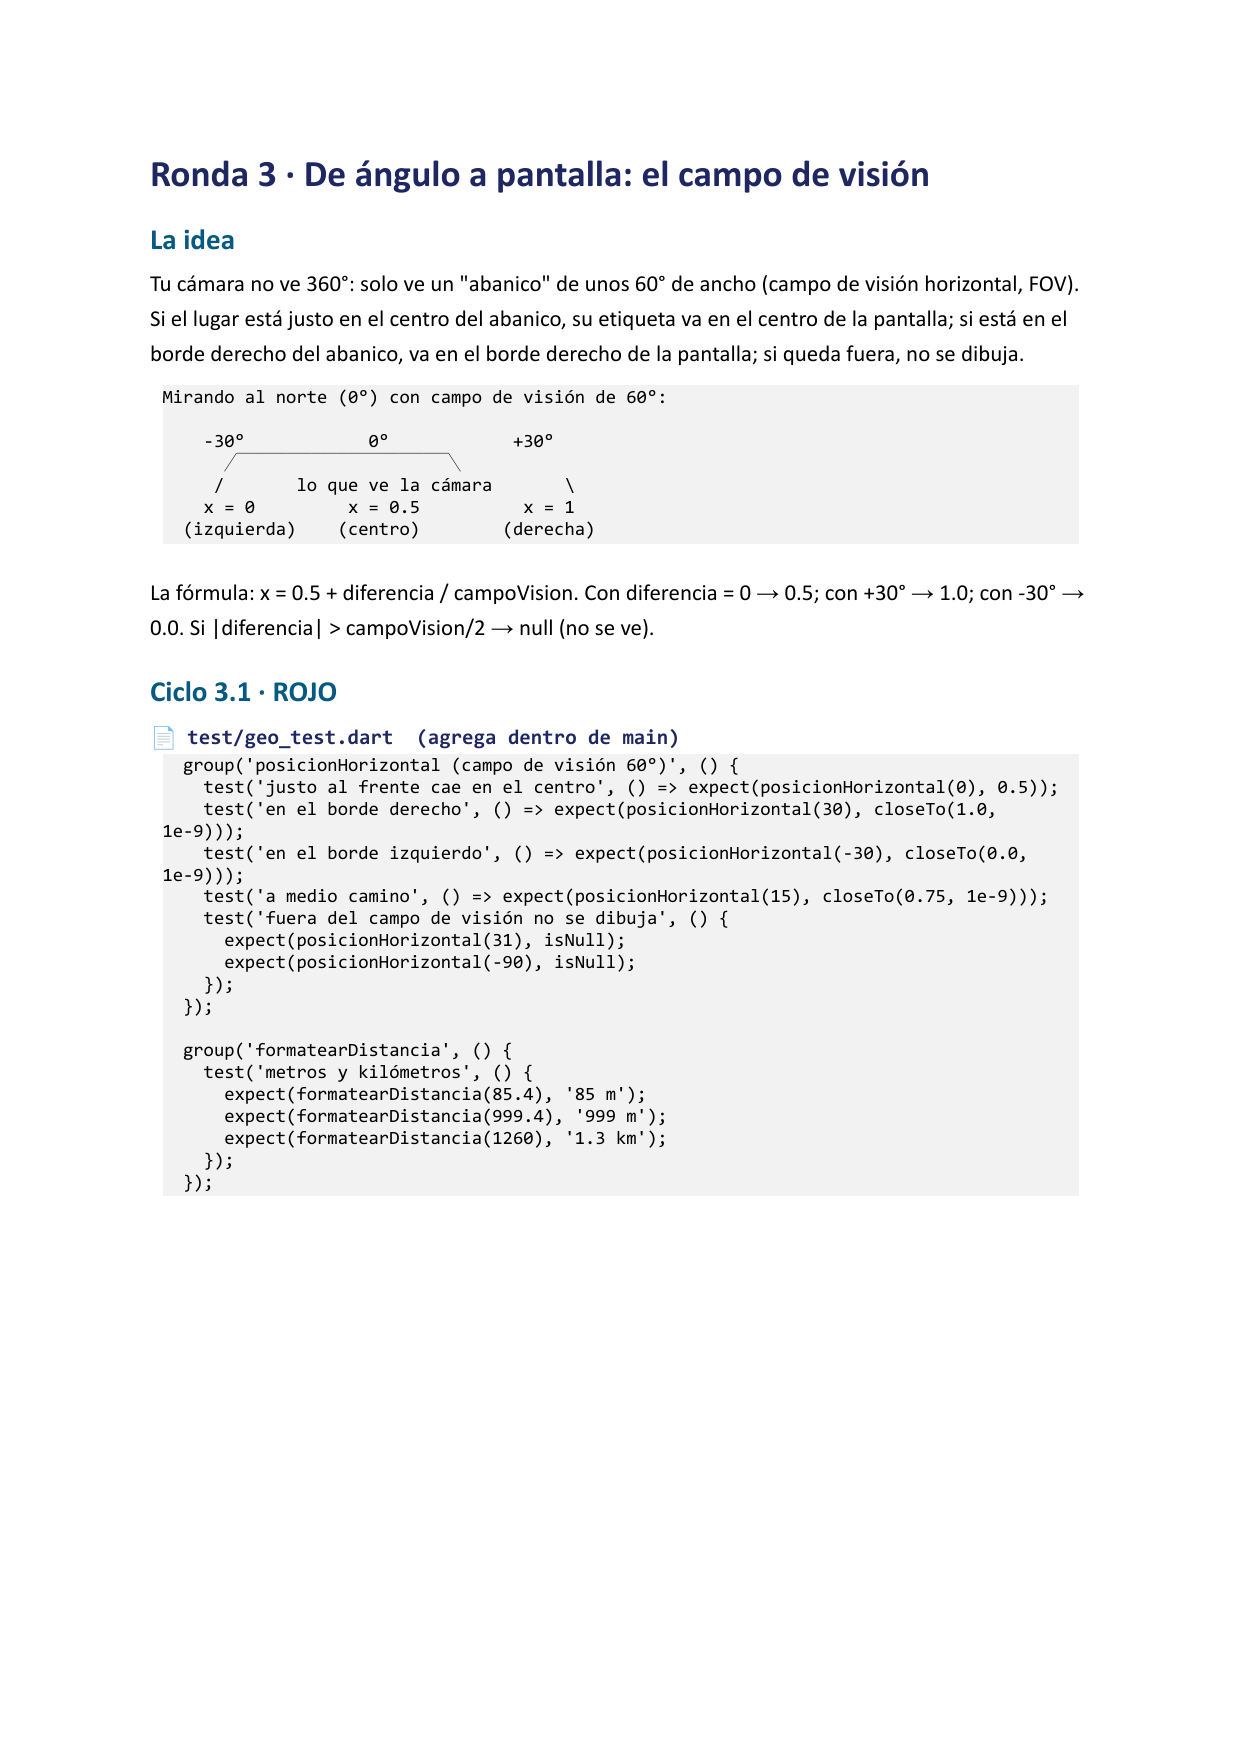 Ronda 3 · De ángulo a pantalla: el campo de visión
La idea
Tu cámara no ve 360°: solo ve un "abanico" de unos 60° de ancho (campo de visión horizontal, FOV).
Si el lugar está justo en el centro del abanico, su etiqueta va en el centro de la pantalla; si está en el
borde derecho del abanico, va en el borde derecho de la pantalla; si queda fuera, no se dibuja.
Mirando al norte (0°) con campo de visión de 60°:
-30° 0° +30°
/ lo que ve la cámara \
x = 0 x = 0.5 x = 1
(izquierda) (centro) (derecha)
La fórmula: x = 0.5 + diferencia / campoVision. Con diferencia = 0 → 0.5; con +30° → 1.0; con -30° →
0.0. Si |diferencia| > campoVision/2 → null (no se ve).
Ciclo 3.1 · ROJO
📄 test/geo_test.dart (agrega dentro de main)
group('posicionHorizontal (campo de visión 60°)', () {
test('justo al frente cae en el centro', () => expect(posicionHorizontal(0), 0.5));
test('en el borde derecho', () => expect(posicionHorizontal(30), closeTo(1.0,
1e-9)));
test('en el borde izquierdo', () => expect(posicionHorizontal(-30), closeTo(0.0,
1e-9)));
test('a medio camino', () => expect(posicionHorizontal(15), closeTo(0.75, 1e-9)));
test('fuera del campo de visión no se dibuja', () {
expect(posicionHorizontal(31), isNull);
expect(posicionHorizontal(-90), isNull);
});
});
group('formatearDistancia', () {
test('metros y kilómetros', () {
expect(formatearDistancia(85.4), '85 m');
expect(formatearDistancia(999.4), '999 m');
expect(formatearDistancia(1260), '1.3 km');
});
});